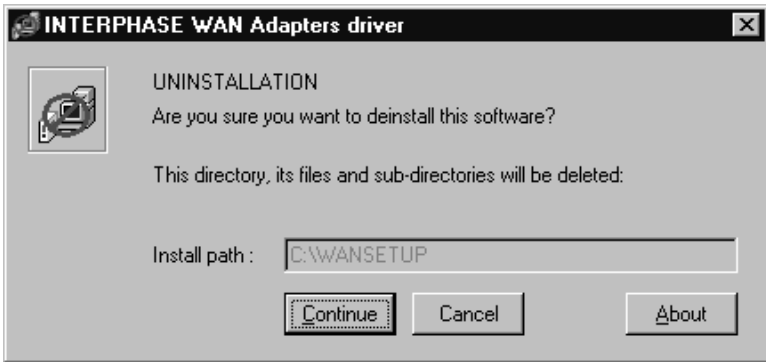 INTERPHASE WAN Adapters driver
UNINSTALLATION
Are you sure you want to deinstall this software?
This directory, its files and sub-directories will be deleted:
Install path : C:\WANSETUP
Continue Cancel About